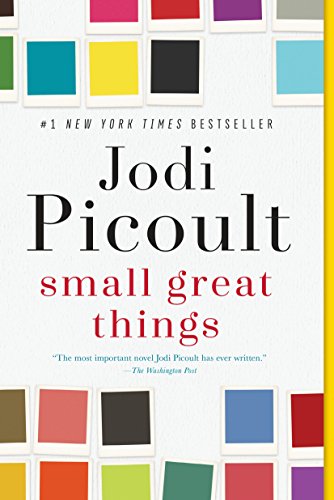 #1 NEW YORK TIMES BESTSELLER
Jodi
Picoult
small great
things
“The most important novel Jodi Picoult has ever written.”
—The Washington Post